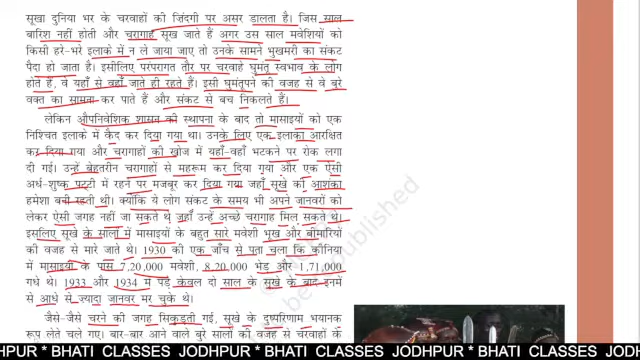 सूखा दुनिया भर के चरवाहों की ज़िंदगी पर असर डालता है। जिस साल
बारिश नहीं होती और चरागाह सूख जाते हैं अगर उस साल मवेशियों को
किसी हरे-भरे इलाके में न ले जाया जाए तो उनके सामने भुखमरी का संकट
पैदा हो जाता है। इसीलिए परंपरागत तौर पर चरवाहे घुमंतू स्वभाव के लोग
होते हैं, वे यहाँ से वहाँ जाते ही रहते हैं। इसी घुमंतूपने की वजह से वे बुरे
वक्त का सामना कर पाते हैं और संकट से बच निकलते हैं।
लेकिन औपनिवेशिक शासन की स्थापना के बाद तो मासाइयों को एक
निश्चित इलाके में कैद कर दिया गया था। उनके लिए एक इलाका आरक्षित
कर दिया गया और चरागाहों की खोज में यहाँ-वहाँ भटकने पर रोक लगा
दी गई। उन्हें बेहतरीन चरागाहों से महरूम कर दिया गया और एक ऐसी
अर्ध-शुष्क पट्टी में रहने पर मजबूर कर दिया गया जहाँ सूखे की आशंका
हमेशा बनी रहती थी। क्योंकि ये लोग संकट के समय भी अपने जानवरों को
लेकर ऐसी जगह नहीं जा सकते थे जहाँ उन्हें अच्छे चरागाह मिल सकते थे।
इसलिए सूखे के सालों में मासाइयों के बहुत सारे मवेशी भूख और बीमारियों
की वजह से मारे जाते थे। 1930 की एक जाँच से पता चला कि कीनिया
में मासाइयों के पास 7,20,000 मवेशी, 8,20,000 भेड़ और 1,71,000
गधे थे। 1933 और 1934 में पड़े केवल दो साल के सूखे के बाद इनमें
से आधे से ज़्यादा जानवर मर चुके थे।
जैसे-जैसे चरने की जगह सिकुड़ती गई, सूखे के दुष्परिणाम भयानक
रूप लेते चले गए। बार-बार आने वाले बुरे सालों की वजह से चरवाहों के
be republished
HPUR * BHATI CLASSES JODHPUR * BHATI CLASSES JODHPUR * BHATI